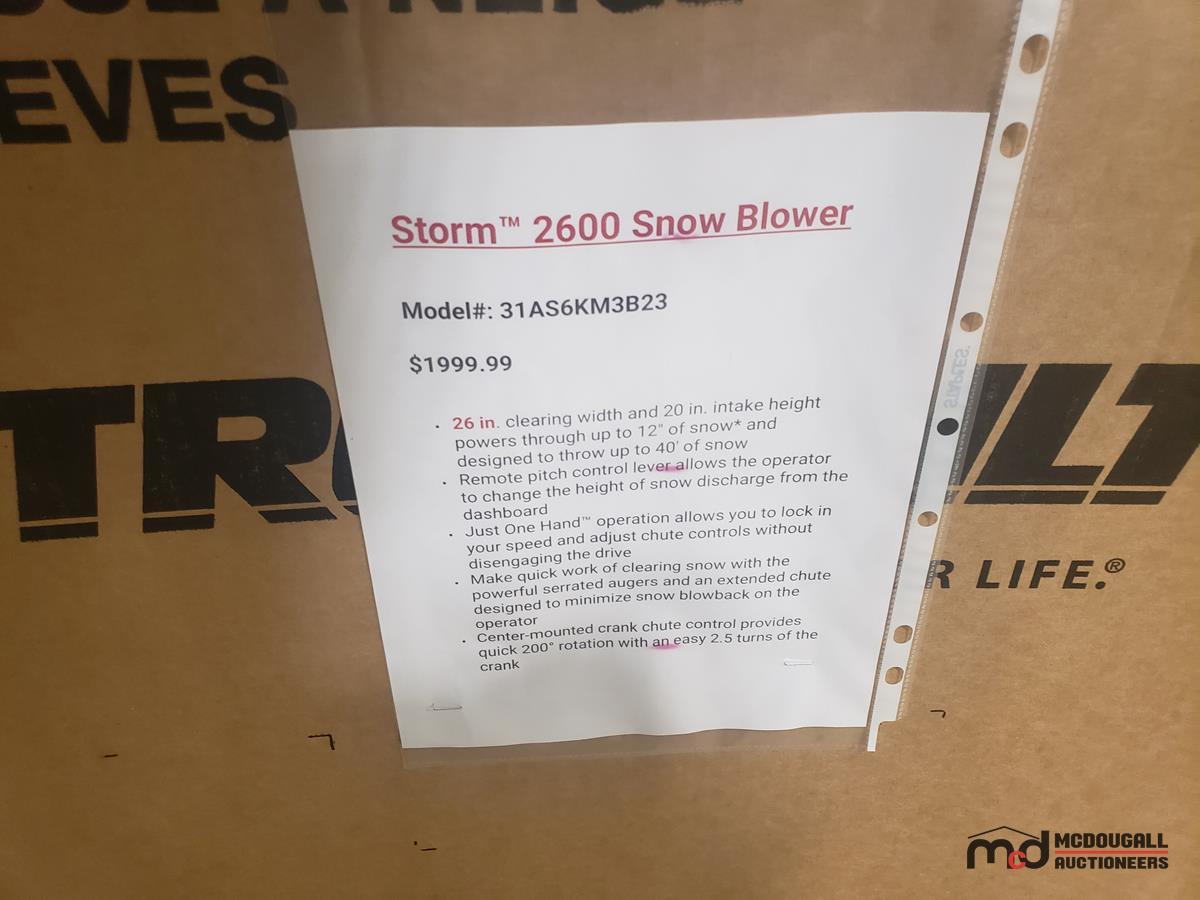 EVES
Storm™ 2600 Snow Blower
Model#: 31AS6KM3B23
$1999.99
• 26 in. clearing width and 20 in. intake height
powers through up to 12" of snow* and
designed to throw up to 40' of snow
• Remote pitch control lever allows the operator
to change the height of snow discharge from the
dashboard
• Just One Hand™ operation allows you to lock in
your speed and adjust chute controls without
disengaging the drive
• Make quick work of clearing snow with the
powerful serrated augers and an extended chute
designed to minimize snow blowback on the
operator
• Center-mounted crank chute control provides
quick 200° rotation with an easy 2.5 turns of the
crank
STAPLES
TR
LT
R LIFE.®
mcd MCDOUGALL
AUCTIONEERS